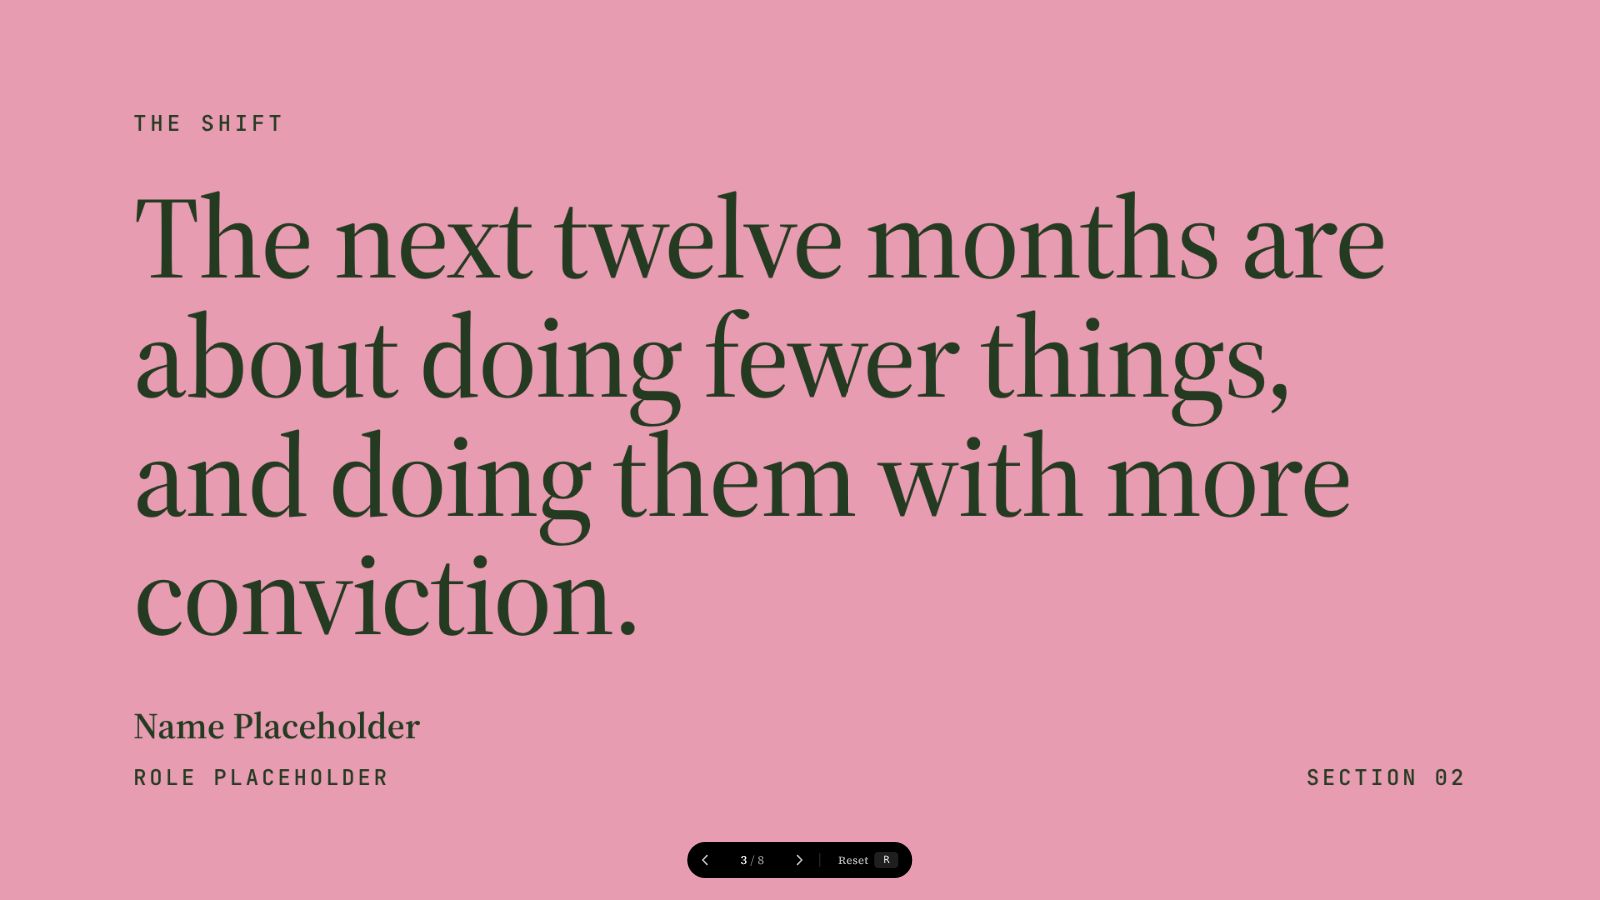 THE SHIFT
The next twelve months are
about doing fewer things,
and doing them with more
conviction.
Name Placeholder
ROLE PLACEHOLDER
SECTION 02
3 / 8
Reset R